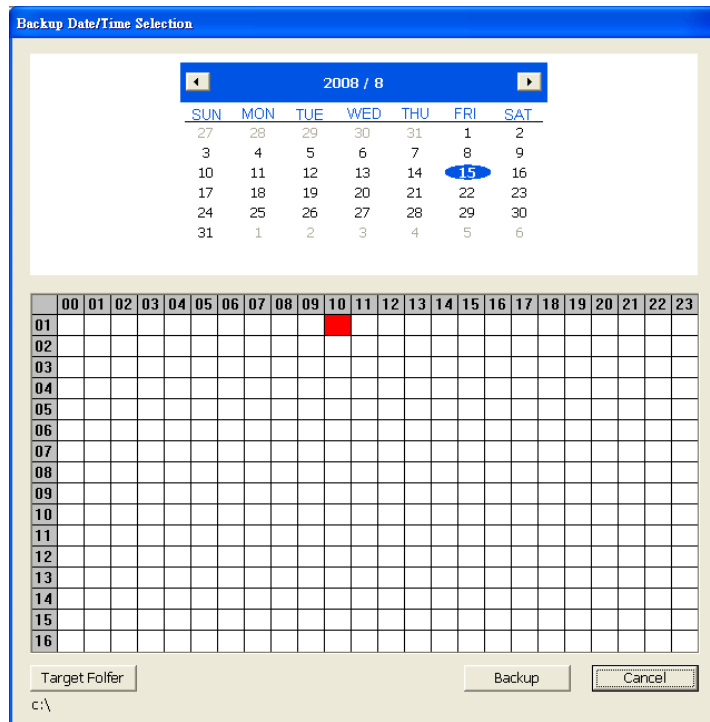 Backup Date/Time Selection
2008 / 8
SUN MON TUE WED THU FRI SAT
27 28 29 30 31 1 2
3 4 5 6 7 8 9
10 11 12 13 14 15 16
17 18 19 20 21 22 23
24 25 26 27 28 29 30
31 1 2 3 4 5 6
00 01 02 03 04 05 06 07 08 09 10 11 12 13 14 15 16 17 18 19 20 21 22 23
01
02
03
04
05
06
07
08
09
10
11
12
13
14
15
16
Target Folfer Backup Cancel
c:\